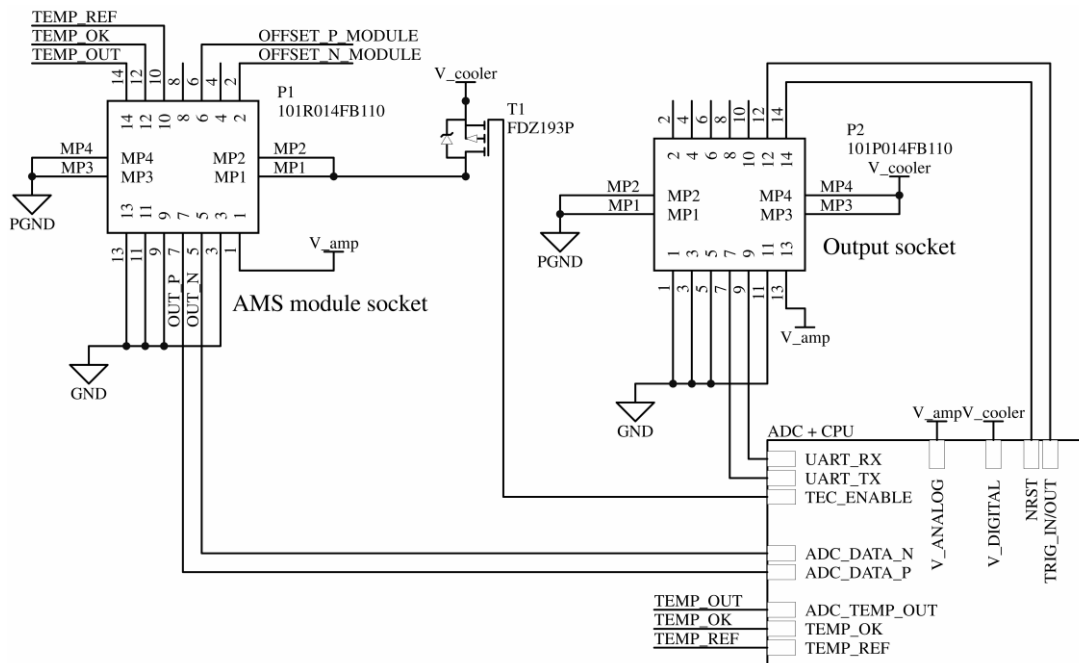 TEMP_REF
TEMP_OK
TEMP_OUT
OFFSET_P_MODULE
OFFSET_N_MODULE
14 12 10 8 6 4 2
P1
101R014FB110
14 12 10 8 6 4 2
MP4 MP4 MP2 MP2
MP3 MP3 MP1 MP1
13 11 9 7 5 3 1
13 11 9 7 5 3 1
PGND
V_cooler
T1
FDZ193P
V_amp
OUT_P
OUT_N
AMS module socket
GND
2 4 6 8 10 12 14
P2
101P014FB110
2 4 6 8 10 12 14
V_cooler
MP2 MP2 MP4 MP4
MP1 MP1 MP3 MP3
1 3 5 7 9 11 13
1 3 5 7 9 11 13
PGND
Output socket
V_amp
GND
V_amp V_cooler
ADC + CPU
UART_RX
UART_TX
TEC_ENABLE
V_ANALOG
V_DIGITAL
NRST
TRIG_IN/OUT
ADC_DATA_N
ADC_DATA_P
TEMP_OUT ADC_TEMP_OUT
TEMP_OK TEMP_OK
TEMP_REF TEMP_REF